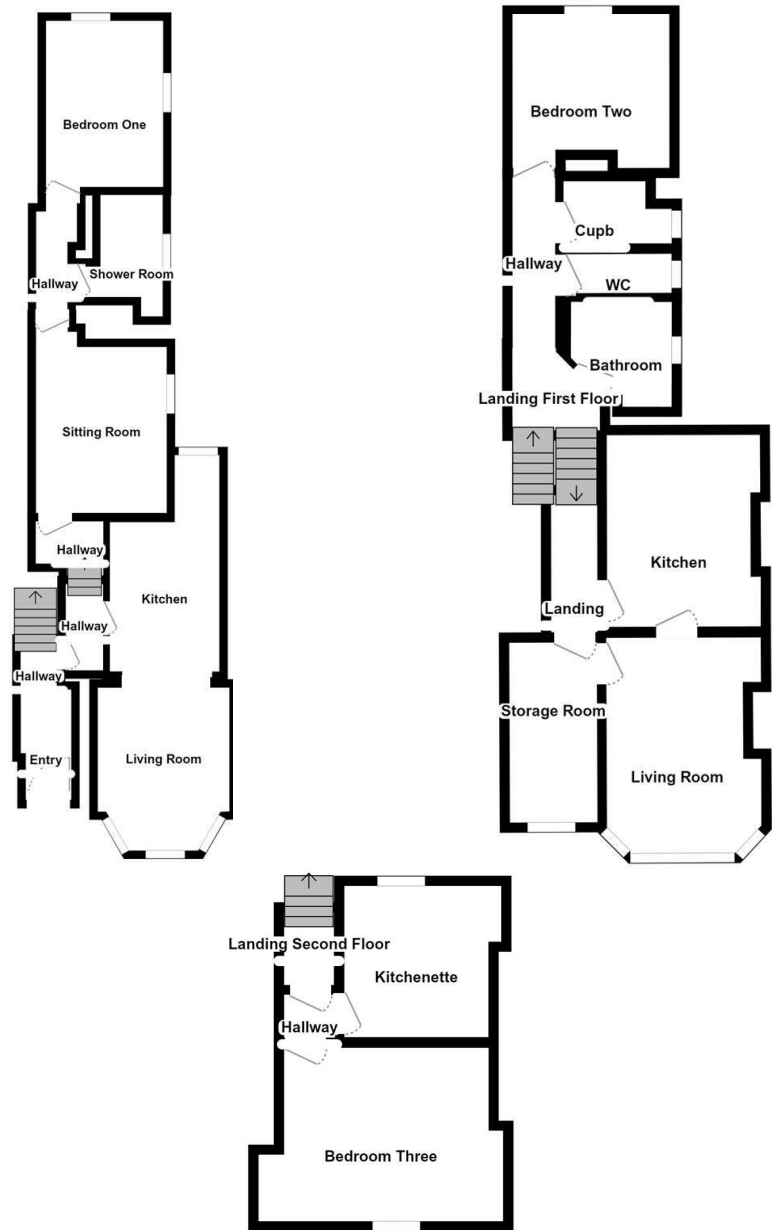 Bedroom One
Shower Room
Hallway
Sitting Room
Hallway
Kitchen
Hallway
Hallway
Entry
Living Room
Bedroom Two
Cupb
Hallway
WC
Bathroom
Landing First Floor
Kitchen
Landing
Storage Room
Living Room
Landing Second Floor
Kitchenette
Hallway
Bedroom Three